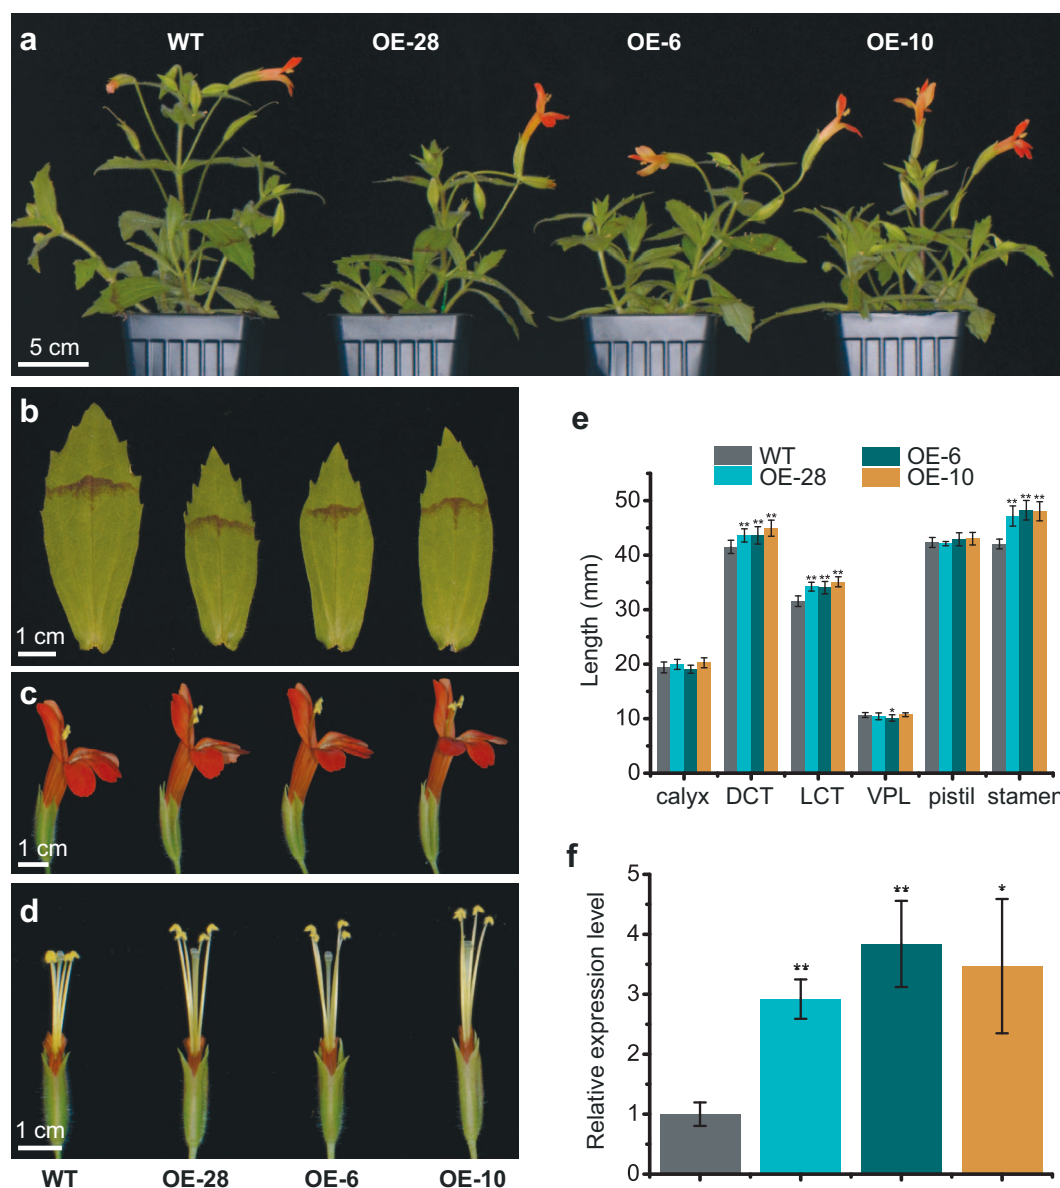 a
WT OE-28 OE-6 OE-10
5 cm
b
1 cm
c
1 cm
d
1 cm
WT OE-28 OE-6 OE-10
e
WT OE-6
OE-28 OE-10
Length (mm)
50
40
30
20
10
0
** ** **
** ** **
*
** ** **
calyx DCT LCT VPL pistil stamen
f
Relative expression level
5
4
3
2
1
0
** ** *